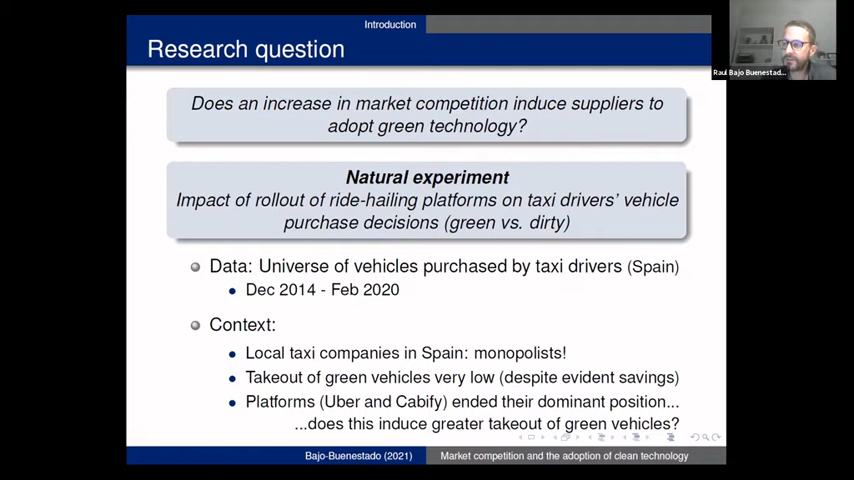 Introduction
Research question
Does an increase in market competition induce suppliers to
adopt green technology?
Natural experiment
Impact of rollout of ride-hailing platforms on taxi drivers' vehicle
purchase decisions (green vs. dirty)
Data: Universe of vehicles purchased by taxi drivers (Spain)
Dec 2014 - Feb 2020
Context:
Local taxi companies in Spain: monopolists!
Takeout of green vehicles very low (despite evident savings)
Platforms (Uber and Cabify) ended their dominant position...
...does this induce greater takeout of green vehicles?
Bajo-Buenestado (2021)
Market competition and the adoption of clean technology
Raul Bajo Buenestad...